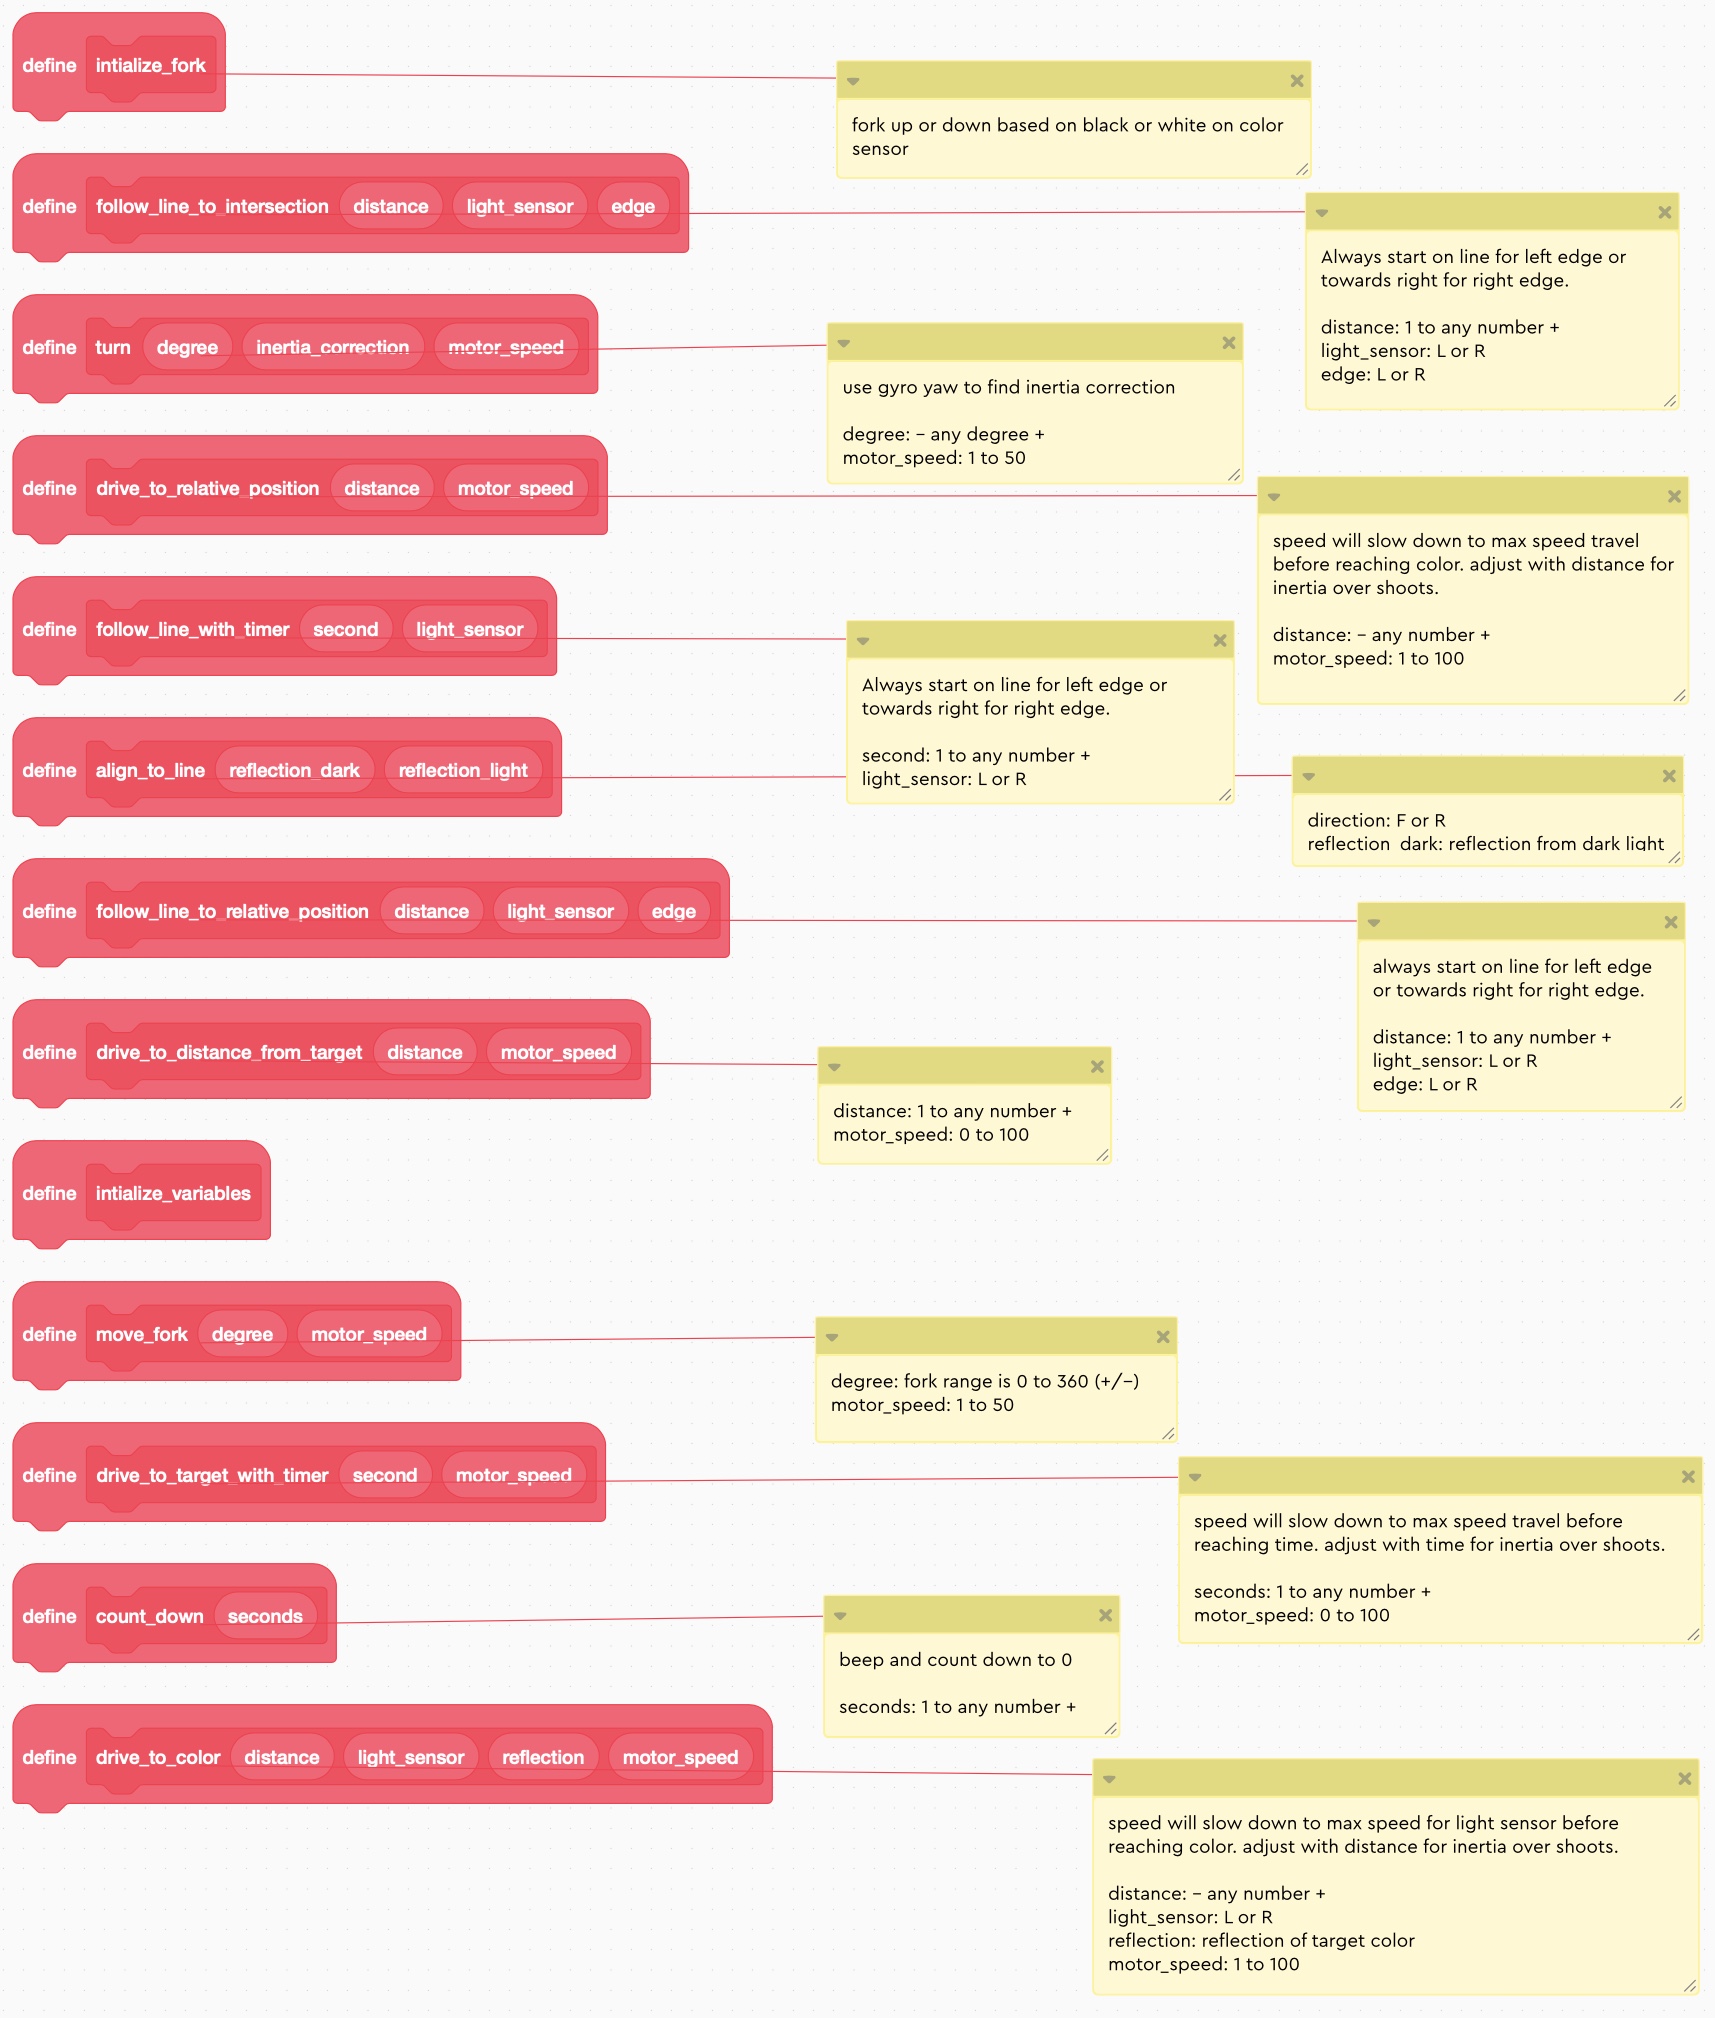 define intialize_fork
fork up or down based on black or white on color
sensor
define follow_line_to_intersection distance light_sensor edge
Always start on line for left edge or
towards right for right edge.
distance: 1 to any number +
light_sensor: L or R
edge: L or R
define turn degree inertia_correction motor_speed
use gyro yaw to find inertia correction
degree: - any degree +
motor_speed: 1 to 50
define drive_to_relative_position distance motor_speed
speed will slow down to max speed travel
before reaching color. adjust with distance for
inertia over shoots.
distance: - any number +
motor_speed: 1 to 100
define follow_line_with_timer second light_sensor
Always start on line for left edge or
towards right for right edge.
second: 1 to any number +
light_sensor: L or R
define align_to_line reflection_dark reflection_light
direction: F or R
reflection_dark: reflection from dark light
define follow_line_to_relative_position distance light_sensor edge
always start on line for left edge
or towards right for right edge.
distance: 1 to any number +
light_sensor: L or R
edge: L or R
define drive_to_distance_from_target distance motor_speed
distance: 1 to any number +
motor_speed: 0 to 100
define intialize_variables
define move_fork degree motor_speed
degree: fork range is 0 to 360 (+/-)
motor_speed: 1 to 50
define drive_to_target_with_timer second motor_speed
speed will slow down to max speed travel before
reaching time. adjust with time for inertia over shoots.
seconds: 1 to any number +
motor_speed: 0 to 100
define count_down seconds
beep and count down to 0
seconds: 1 to any number +
define drive_to_color distance light_sensor reflection motor_speed
speed will slow down to max speed for light sensor before
reaching color. adjust with distance for inertia over shoots.
distance: - any number +
light_sensor: L or R
reflection: reflection of target color
motor_speed: 1 to 100